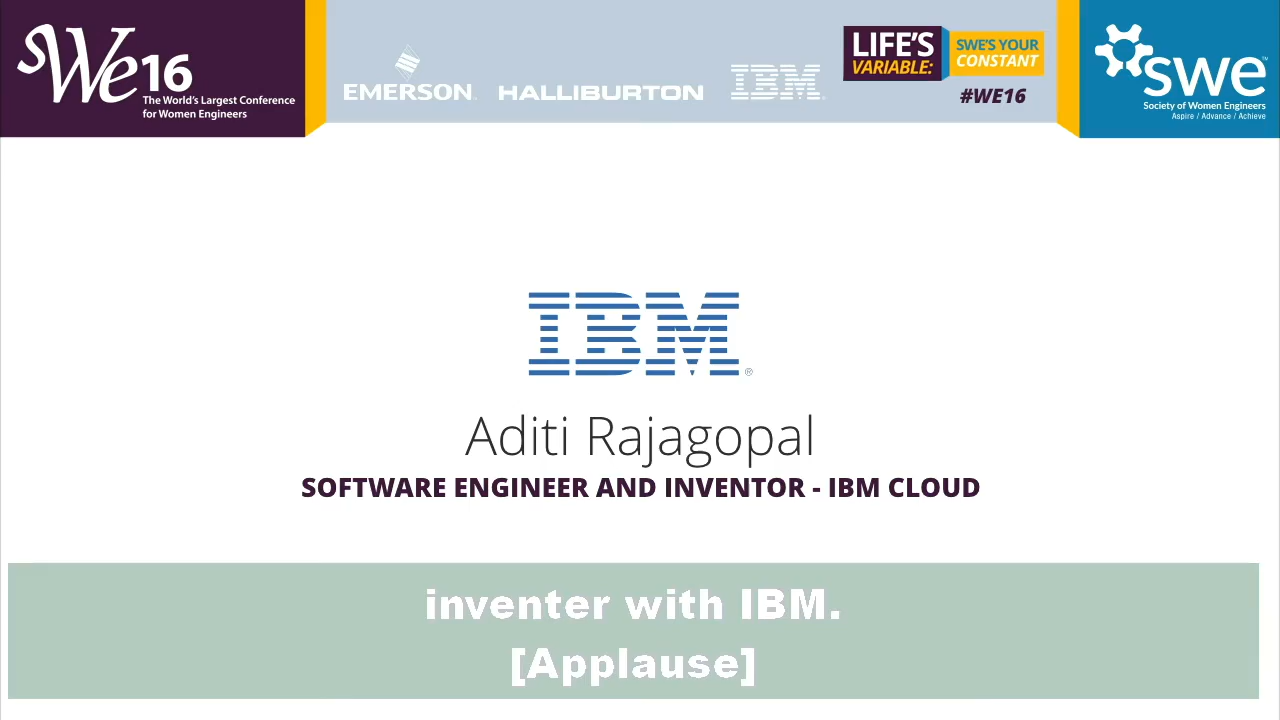 sWe16
The World's Largest Conference
for Women Engineers
EMERSON
HALLIBURTON
IBM
LIFE'S
VARIABLE:
SWE'S YOUR
CONSTANT
#WE16
swe™
Society of Women Engineers
Aspire / Advance / Achieve
IBM®
Aditi Rajagopal
SOFTWARE ENGINEER AND INVENTOR - IBM CLOUD
inventer with IBM.
[Applause]